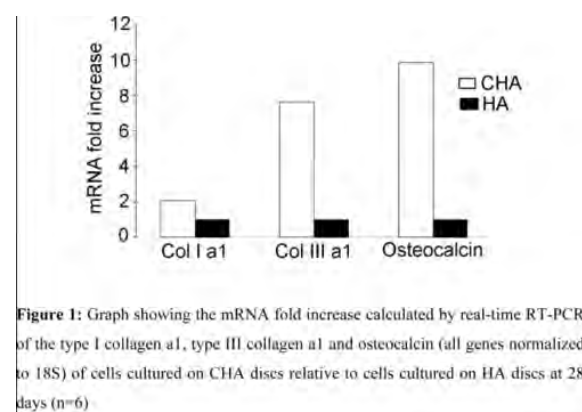 12
10
8
6
4
2
0
mRNA fold increase
CHA
HA
Col I a1
Col III a1
Osteocalcin
Figure 1: Graph showing the mRNA fold increase calculated by real-time RT-PCR
of the type I collagen a1, type III collagen a1 and osteocalcin (all genes normalized
to 18S) of cells cultured on CHA discs relative to cells cultured on HA discs at 28
days (n=6)